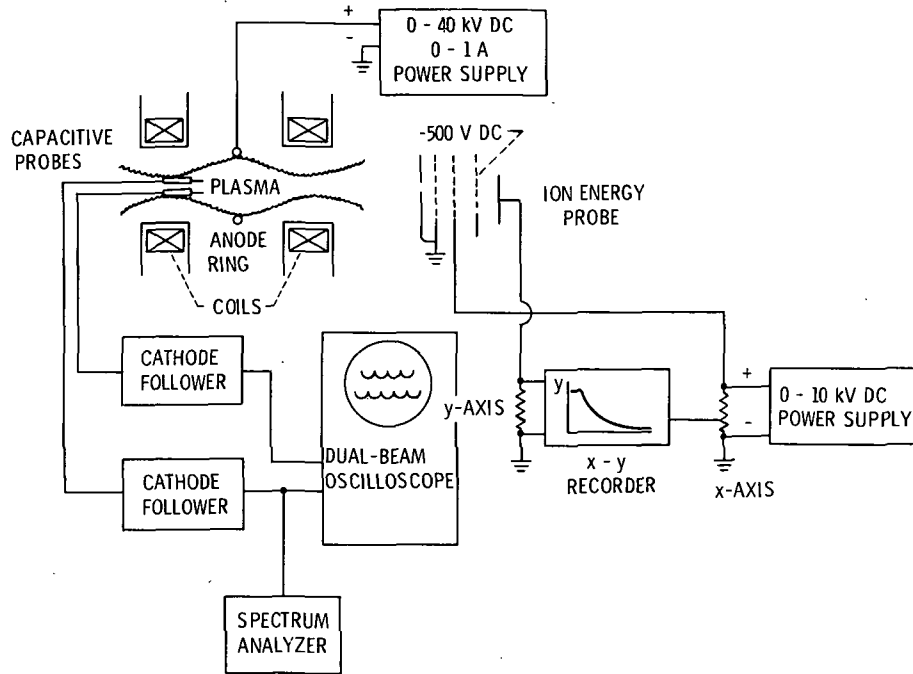 +
-
0 - 40 kV DC
0 - 1 A
POWER SUPPLY
CAPACITIVE
PROBES
PLASMA
ANODE
RING
COILS
-500 V DC
ION ENERGY
PROBE
CATHODE
FOLLOWER
CATHODE
FOLLOWER
DUAL-BEAM
OSCILLOSCOPE
SPECTRUM
ANALYZER
y-AXIS
y
x - y
RECORDER
+
-
x-AXIS
0 - 10 kV DC
POWER SUPPLY